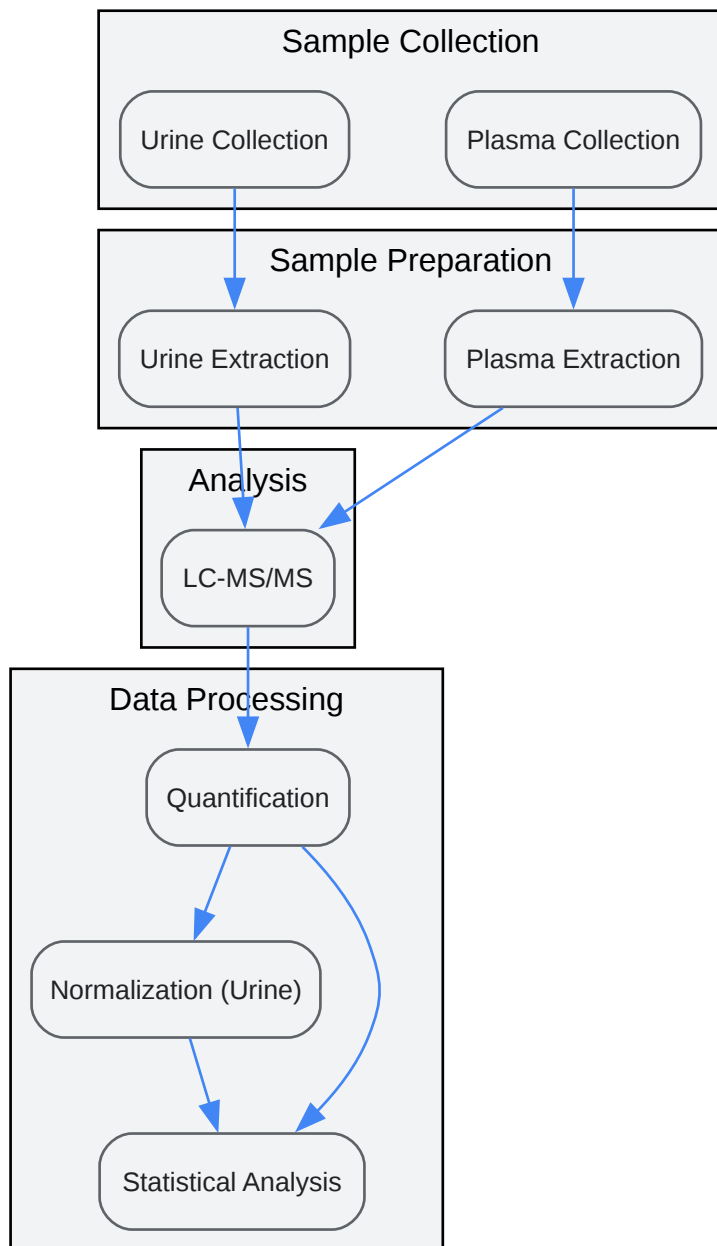 Sample Collection
Urine Collection
Plasma Collection
Sample Preparation
Urine Extraction
Plasma Extraction
Analysis
LC-MS/MS
Data Processing
Quantification
Normalization (Urine)
Statistical Analysis